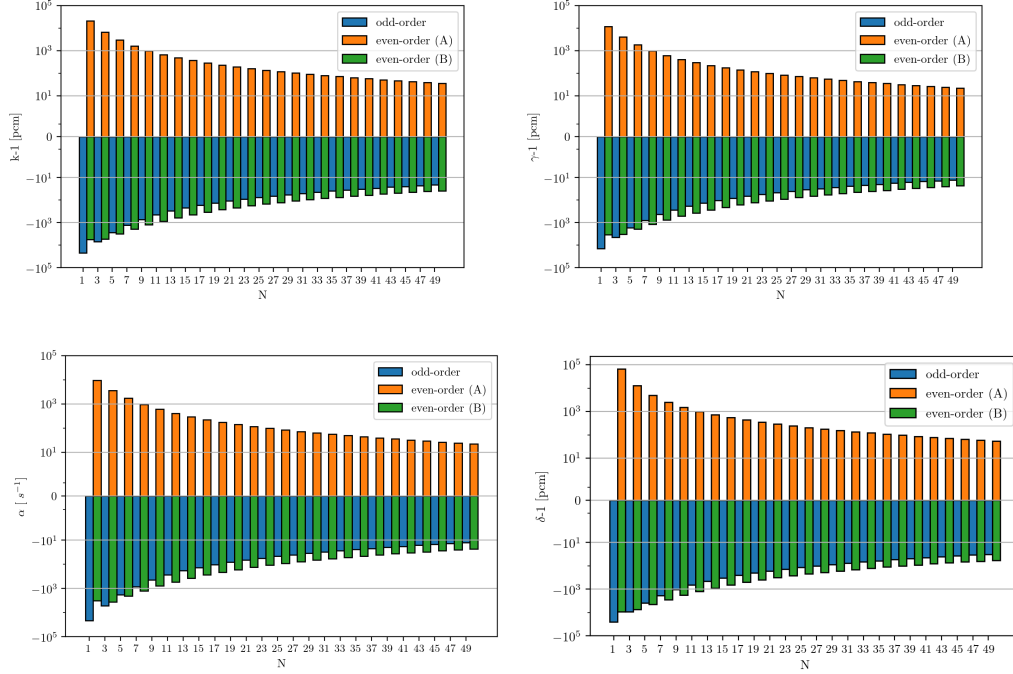 10^5
10^3
10^1
0
−10^1
−10^3
−10^5
k-1 [pcm]
odd-order
even-order (A)
even-order (B)
1 3 5 7 9 11 13 15 17 19 21 23 25 27 29 31 33 35 37 39 41 43 45 47 49
N
10^5
10^3
10^1
0
−10^1
−10^3
−10^5
γ-1 [pcm]
odd-order
even-order (A)
even-order (B)
1 3 5 7 9 11 13 15 17 19 21 23 25 27 29 31 33 35 37 39 41 43 45 47 49
N
10^5
10^3
10^1
0
−10^1
−10^3
−10^5
α [ s^−1]
odd-order
even-order (A)
even-order (B)
1 3 5 7 9 11 13 15 17 19 21 23 25 27 29 31 33 35 37 39 41 43 45 47 49
N
10^5
10^3
10^1
0
−10^1
−10^3
−10^5
δ-1 [pcm]
odd-order
even-order (A)
even-order (B)
1 3 5 7 9 11 13 15 17 19 21 23 25 27 29 31 33 35 37 39 41 43 45 47 49
N